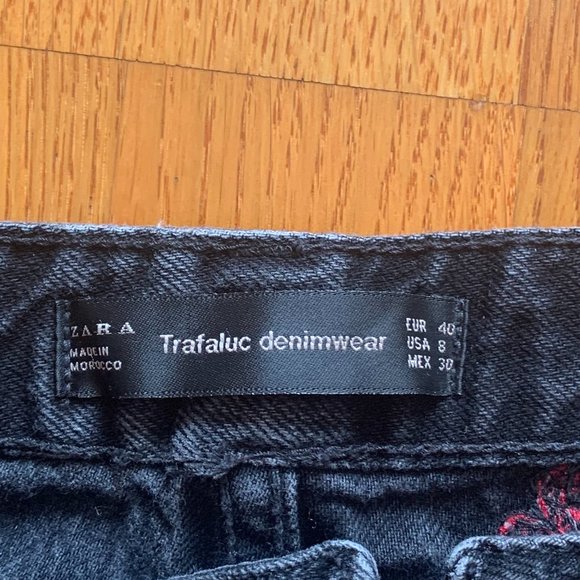 ZARA
MADE IN
MOROCCO
Trafaluc denimwear
EUR 40
USA 8
MEX 30